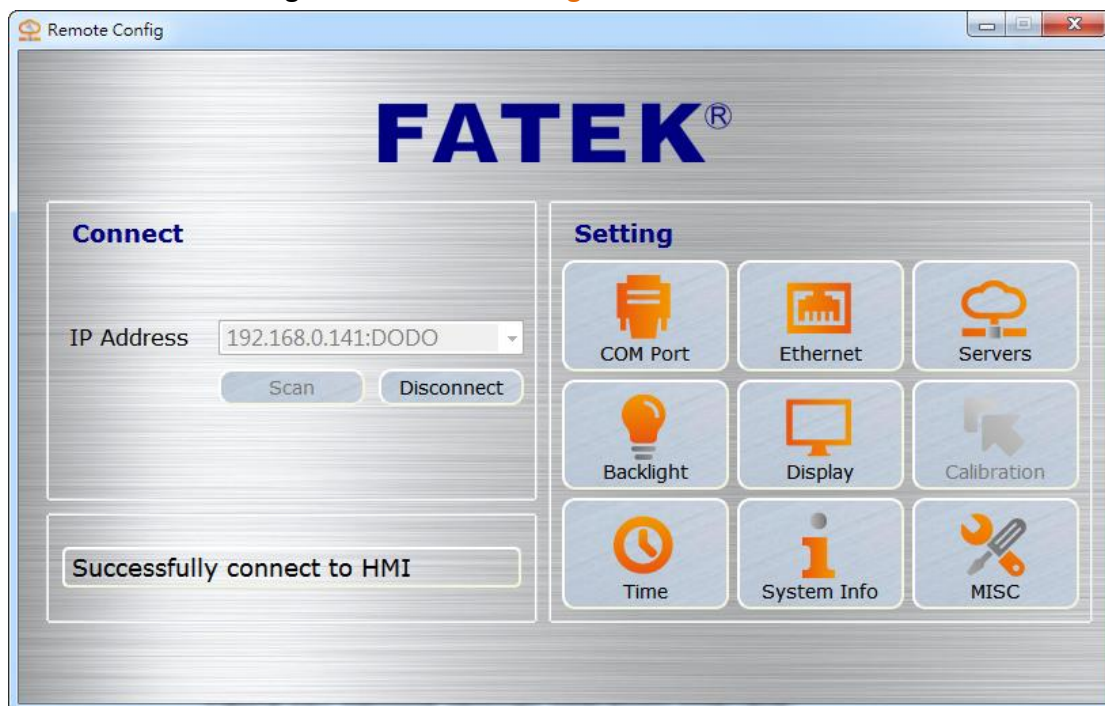 Remote Config
FATEK®
Connect
IP Address 192.168.0.141:DODO
Scan Disconnect
Successfully connect to HMI
Setting
COM Port Ethernet Servers
Backlight Display Calibration
Time System Info MISC